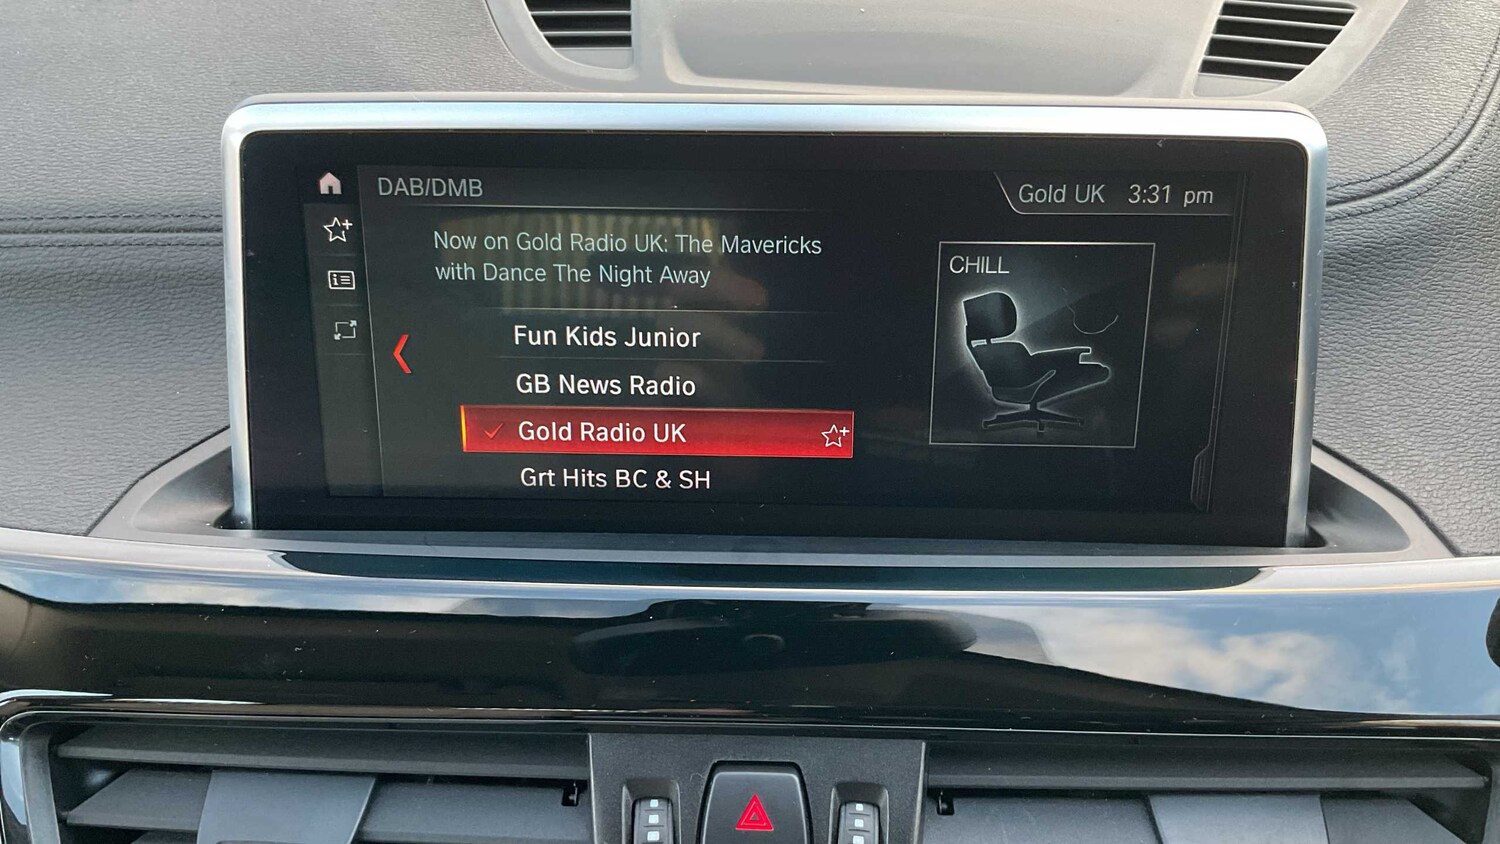 DAB/DMB
Gold UK 3:31 pm
Now on Gold Radio UK: The Mavericks
with Dance The Night Away
CHILL
Fun Kids Junior
GB News Radio
Gold Radio UK
Grt Hits BC & SH